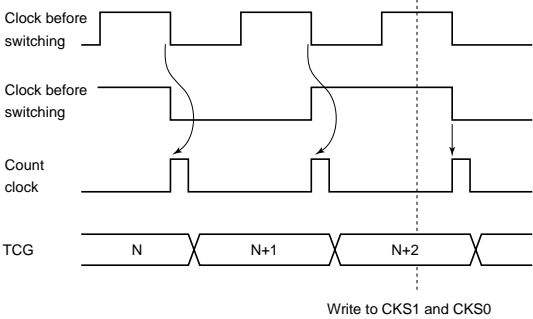 Clock before
switching
Clock before
switching
Count
clock
TCG
N
N+1
N+2
Write to CKS1 and CKS0